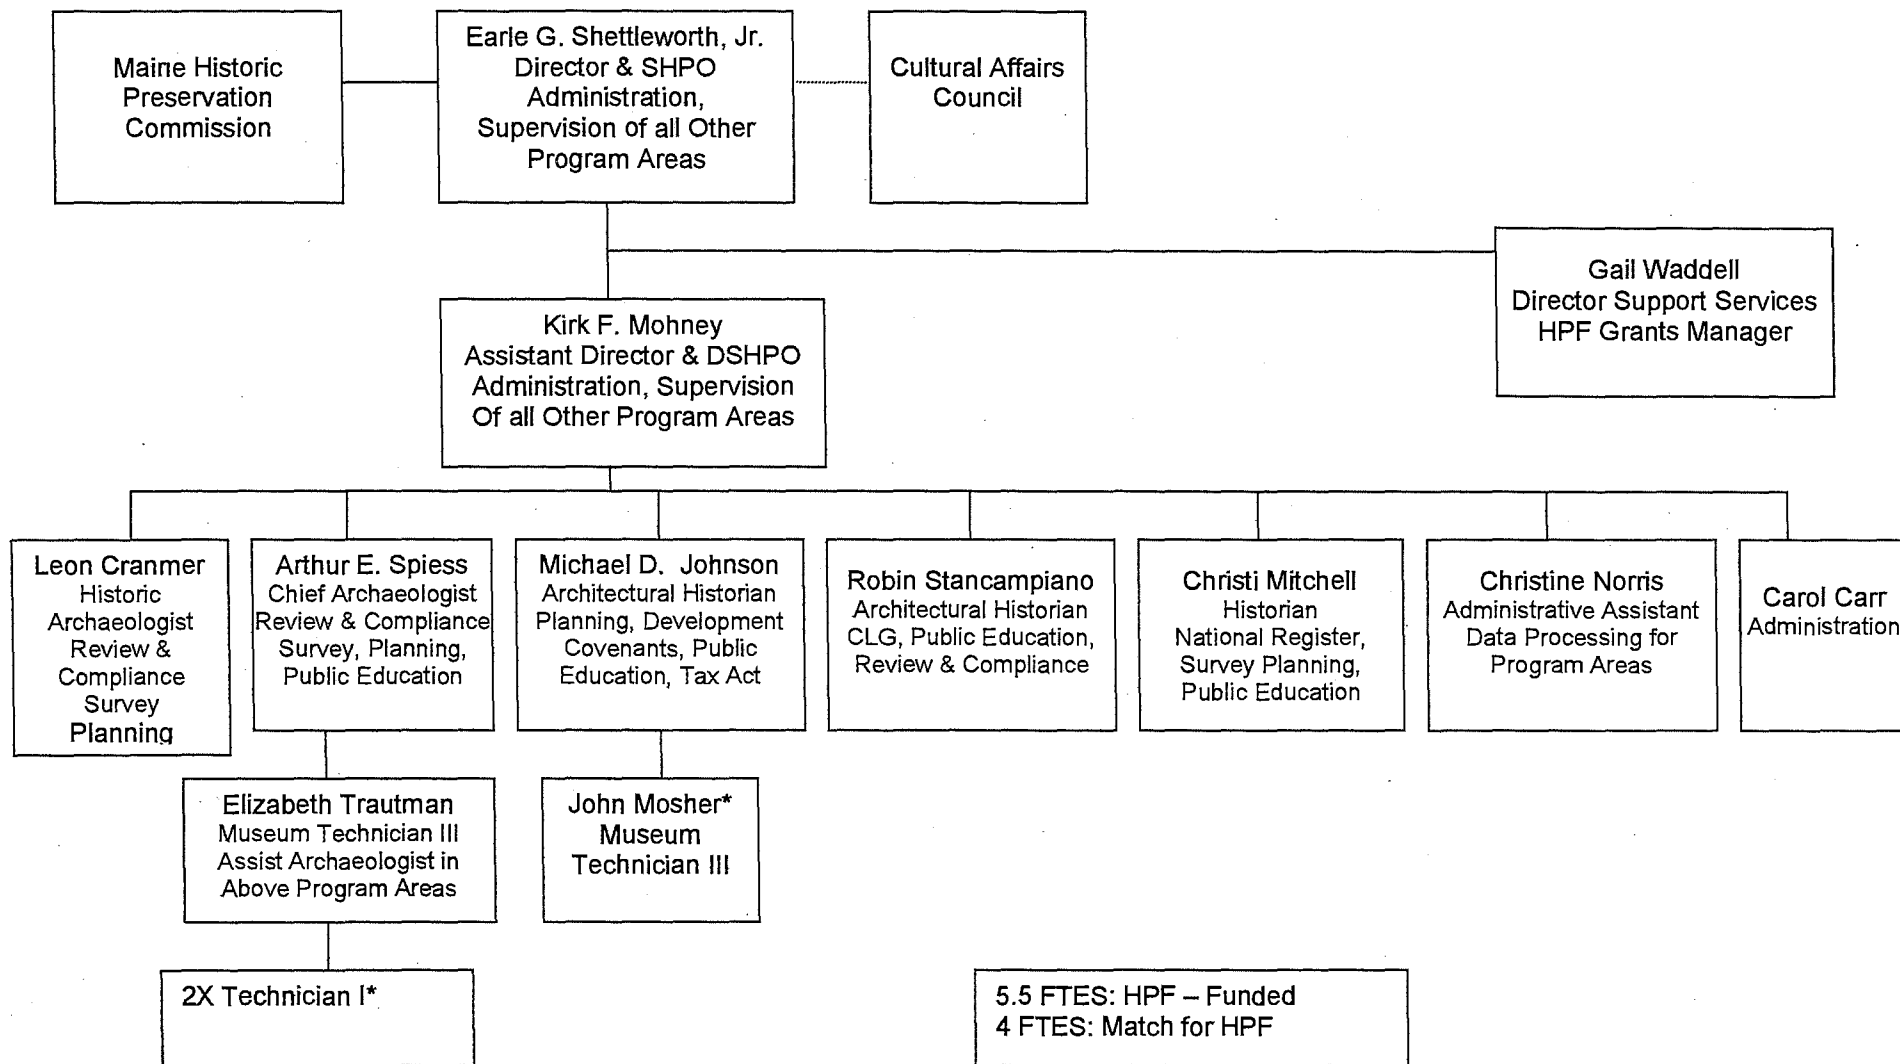 Maine Historic
Preservation
Commission
Earle G. Shettleworth, Jr.
Director & SHPO
Administration,
Supervision of all Other
Program Areas
Cultural Affairs
Council
Gail Waddell
Director Support Services
HPF Grants Manager
Kirk F. Mohney
Assistant Director & DSHPO
Administration, Supervision
Of all Other Program Areas
Leon Cranmer
Historic
Archaeologist
Review &
Compliance
Survey
Planning
Arthur E. Spiess
Chief Archaeologist
Review & Compliance
Survey, Planning,
Public Education
Michael D. Johnson
Architectural Historian
Planning, Development
Covenants, Public
Education, Tax Act
Robin Stancampiano
Architectural Historian
CLG, Public Education,
Review & Compliance
Christi Mitchell
Historian
National Register,
Survey Planning,
Public Education
Christine Norris
Administrative Assistant
Data Processing for
Program Areas
Carol Carr
Administration
Elizabeth Trautman
Museum Technician III
Assist Archaeologist in
Above Program Areas
John Mosher*
Museum
Technician III
2X Technician I*
5.5 FTES: HPF – Funded
4 FTES: Match for HPF